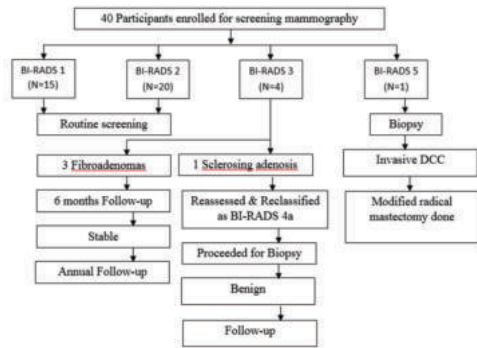 40 Participants enrolled for screening mammography
BI-RADS 1
(N=15)
BI-RADS 2
(N=20)
BI-RADS 3
(N=4)
BI-RADS 5
(N=1)
Routine screening
Biopsy
3 Fibroadenomas
1 Sclerosing adenosis
Invasive DCC
6 months Follow-up
Reassessed & Reclassified
as BI-RADS 4a
Modified radical
mastectomy done
Stable
Proceeded for Biopsy
Annual Follow-up
Benign
Follow-up